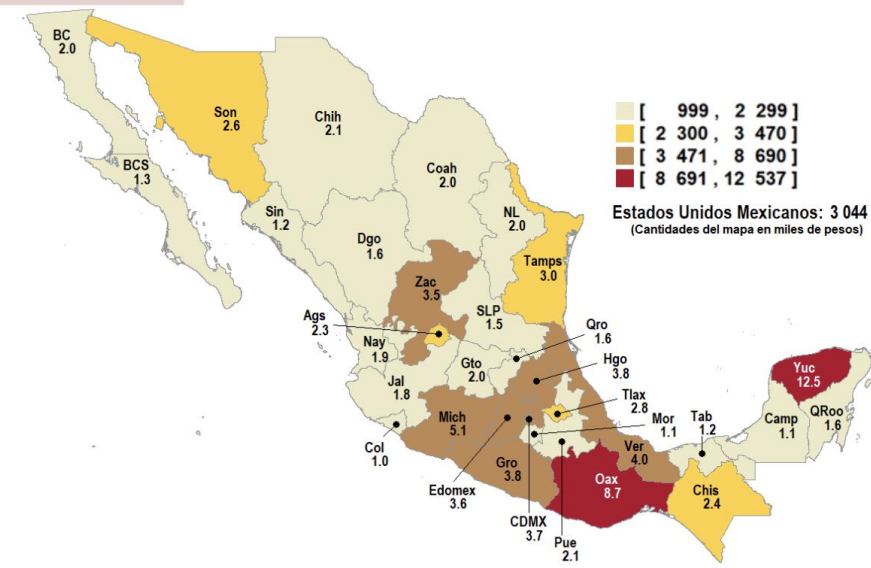 BC
2.0
Son
2.6
Chih
2.1
[ 999 , 2 299 ]
[ 2 300 , 3 470 ]
[ 3 471 , 8 690 ]
[ 8 691 , 12 537 ]
Estados Unidos Mexicanos: 3 044
(Cantidades del mapa en miles de pesos)
BCS
1.3
Coah
2.0
Sin
1.2
NL
2.0
Dgo
1.6
Tamps
3.0
Zac
3.5
Ags
2.3
SLP
1.5
Qro
1.6
Nay
1.9
Gto
2.0
Hgo
3.8
Yuc
12.5
Jal
1.8
Tlax
2.8
Mich
5.1
Mor
1.1
Tab
1.2
Camp
1.1
QRoo
1.6
Col
1.0
Ver
4.0
Gro
3.8
Edomex
3.6
Oax
8.7
Chis
2.4
CDMX
3.7
Pue
2.1